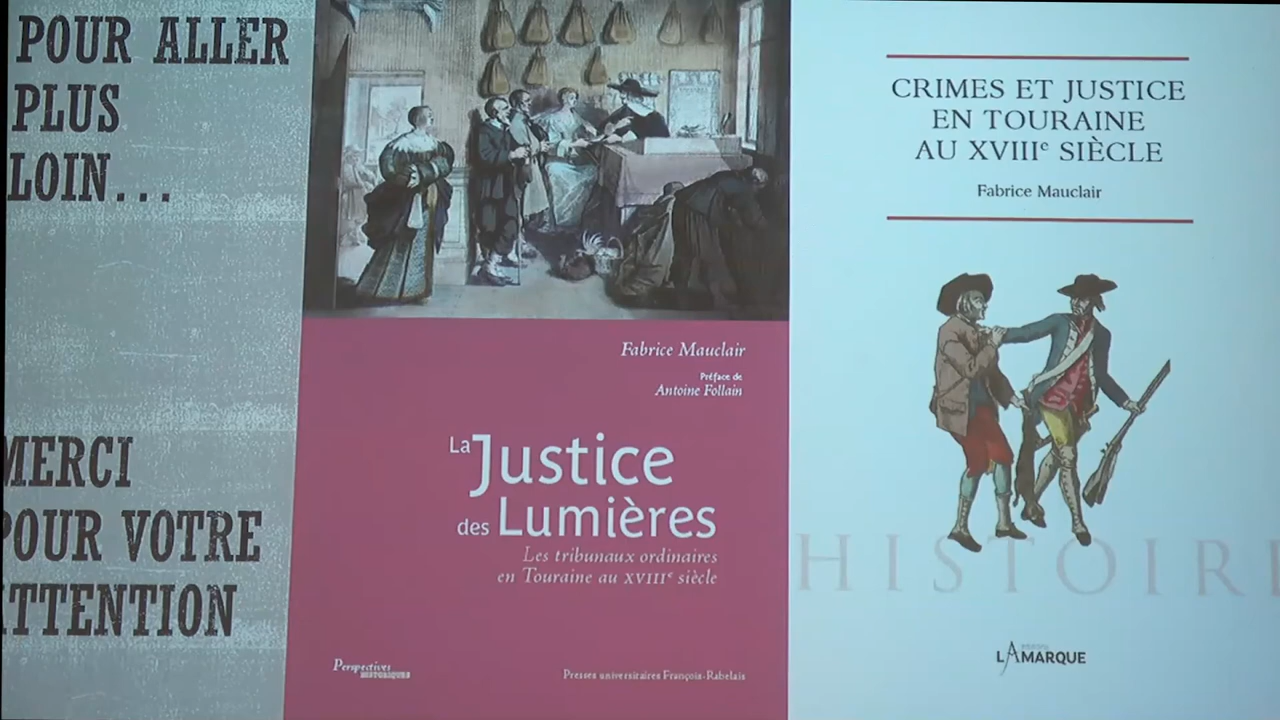 POUR ALLER
PLUS
LOIN...
MERCI
POUR VOTRE
ATTENTION
Fabrice Mauclair
Préface de
Antoine Follain
La Justice
des Lumières
Les tribunaux ordinaires
en Touraine au XVIIIe siècle
Perspectives
HISTORIQUES
Presses universitaires François-Rabelais
CRIMES ET JUSTICE
EN TOURAINE
AU XVIIIe SIÈCLE
Fabrice Mauclair
HISTOIRE
LAMARQUE